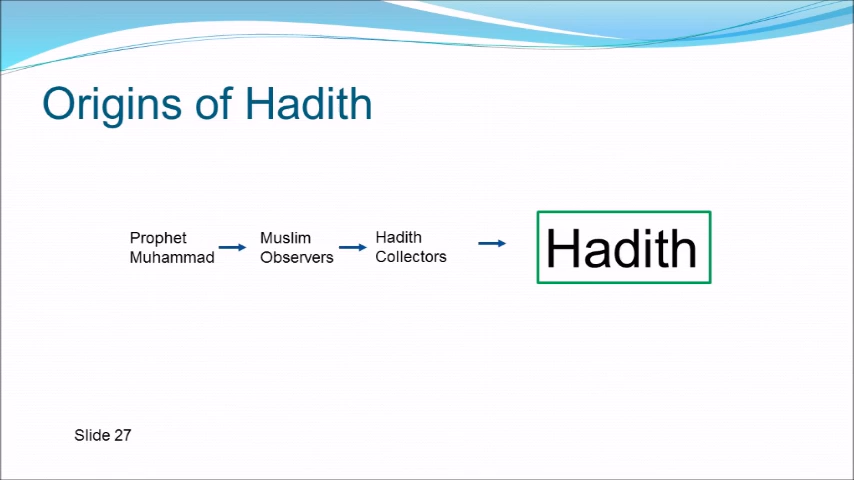 Origins of Hadith
Prophet
Muhammad
Muslim
Observers
Hadith
Collectors
Hadith
Slide 27